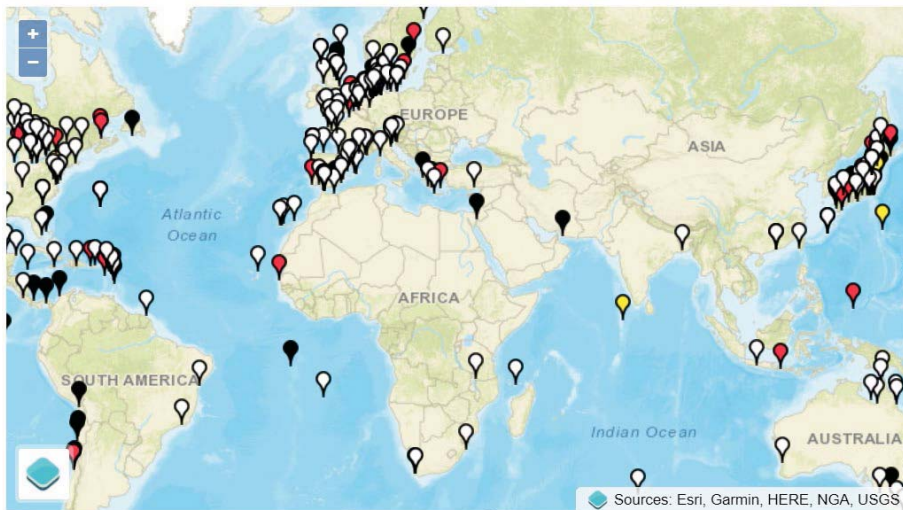 +
−
EUROPE
ASIA
Atlantic
Ocean
AFRICA
SOUTH AMERICA
Indian Ocean
AUSTRALIA
Sources: Esri, Garmin, HERE, NGA, USGS